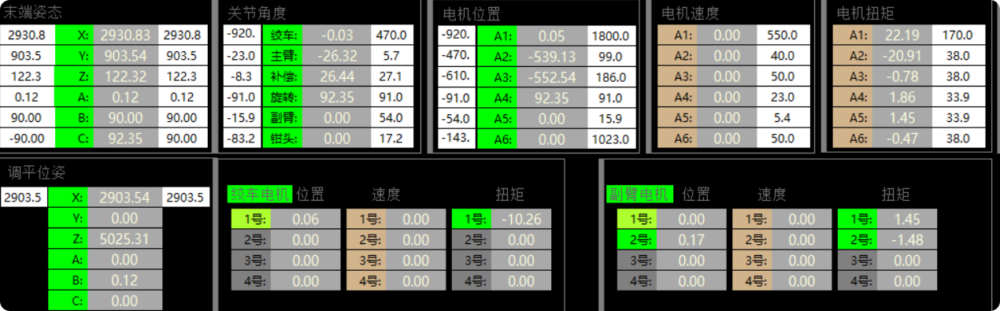 末端姿态
2930.8 X: 2930.83 2930.8
903.5 Y: 903.54 903.5
122.3 Z: 122.32 122.3
0.12 A: 0.12 0.12
90.00 B: 90.00 90.00
-90.00 C: 92.35 90.00
关节角度
-920. 绞车: -0.03 470.0
-23.0 主臂: -26.32 5.7
-8.3 补偿: 26.44 27.1
-91.0 旋转: 92.35 91.0
-15.9 副臂: 0.00 54.0
-83.2 钳头: 0.00 17.2
电机位置
-920. A1: 0.05 1800.0
-470. A2: -539.13 99.0
-610. A3: -552.54 186.0
-91.0 A4: 92.35 91.0
-54.0 A5: 0.00 15.9
-143. A6: 0.00 1023.0
电机速度
A1: 0.00 550.0
A2: 0.00 40.0
A3: 0.00 50.0
A4: 0.00 23.0
A5: 0.00 5.4
A6: 0.00 50.0
电机扭矩
A1: 22.19 170.0
A2: -20.91 38.0
A3: -0.78 38.0
A4: 1.86 33.9
A5: 1.45 33.9
A6: -0.47 38.0
调平位姿
2903.5 X: 2903.54 2903.5
Y: 0.00
Z: 5025.31
A: 0.00
B: 0.12
C: 0.00
绞车电机 位置 速度 扭矩
1号: 0.06 1号: 0.00 1号: -10.26
2号: 0.00 2号: 0.00 2号: 0.00
3号: 0.00 3号: 0.00 3号: 0.00
4号: 0.00 4号: 0.00 4号: 0.00
副臂电机 位置 速度 扭矩
1号: 0.00 1号: 0.00 1号: 1.45
2号: 0.17 2号: 0.00 2号: -1.48
3号: 0.00 3号: 0.00 3号: 0.00
4号: 0.00 4号: 0.00 4号: 0.00